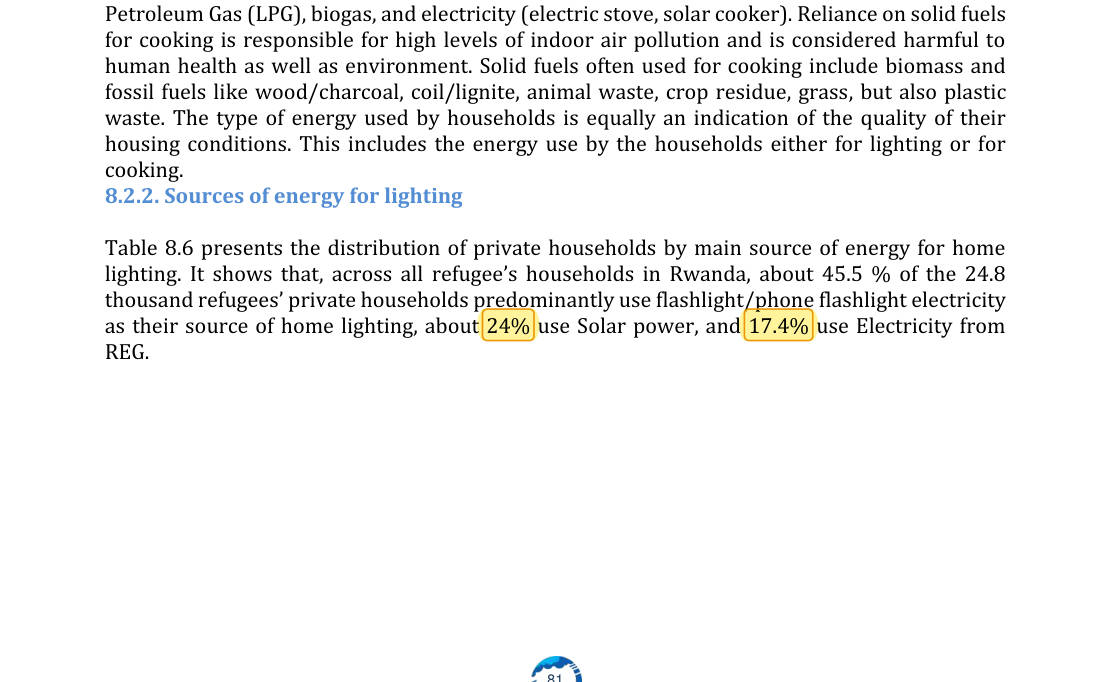 Petroleum Gas (LPG), biogas, and electricity (electric stove, solar cooker). Reliance on solid fuels
for cooking is responsible for high levels of indoor air pollution and is considered harmful to
human health as well as environment. Solid fuels often used for cooking include biomass and
fossil fuels like wood/charcoal, coil/lignite, animal waste, crop residue, grass, but also plastic
waste. The type of energy used by households is equally an indication of the quality of their
housing conditions. This includes the energy use by the households either for lighting or for
cooking.
8.2.2. Sources of energy for lighting
Table 8.6 presents the distribution of private households by main source of energy for home
lighting. It shows that, across all refugee’s households in Rwanda, about 45.5 % of the 24.8
thousand refugees’ private households predominantly use flashlight/phone flashlight electricity
as their source of home lighting, about 24% use Solar power, and 17.4% use Electricity from
REG.
81